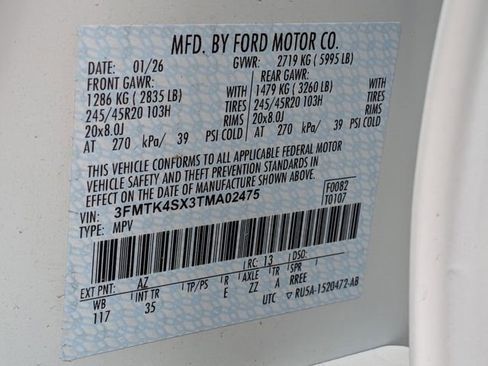 MFD. BY FORD MOTOR CO.
DATE: 01/26 GVWR: 2719 KG ( 5995 LB)
FRONT GAWR: REAR GAWR:
1286 KG ( 2835 LB) WITH 1479 KG ( 3260 LB) WITH
245/45R20 103H TIRES 245/45R20 103H TIRES
20x8.0J RIMS 20x8.0J RIMS
AT 270 kPa/ 39 PSI COLD AT 270 kPa/ 39 PSI COLD
THIS VEHICLE CONFORMS TO ALL APPLICABLE FEDERAL MOTOR
VEHICLE SAFETY AND THEFT PREVENTION STANDARDS IN
EFFECT ON THE DATE OF MANUFACTURE SHOWN ABOVE.
VIN: 3FMTK4SX3TMA02475 F0082
TYPE: MPV T0107
EXT PNT: AZ RC: 13 DSO:
WB INT TR TP/PS R AXLE TR SPR
117 35 E ZZ A RREE
UTC ▽ RU5A-1520472-AB